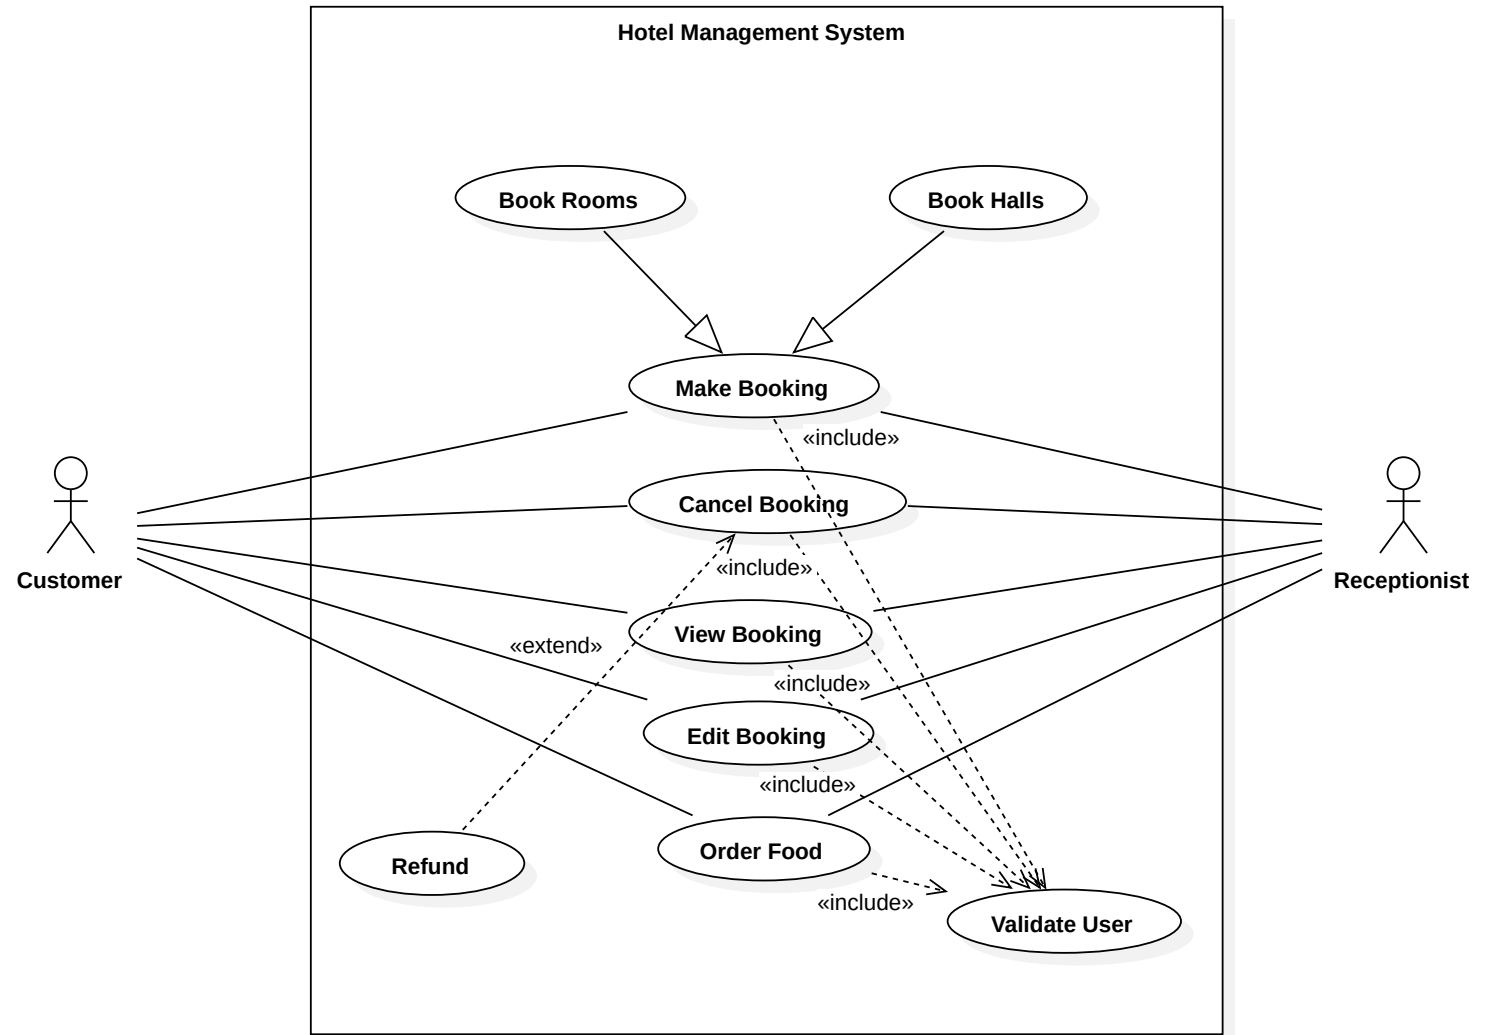 Hotel Management System
Book Rooms
Book Halls
Make Booking
«include»
Cancel Booking
«include»
Customer
Receptionist
View Booking
«extend»
«include»
Edit Booking
«include»
Order Food
Refund
«include»
Validate User